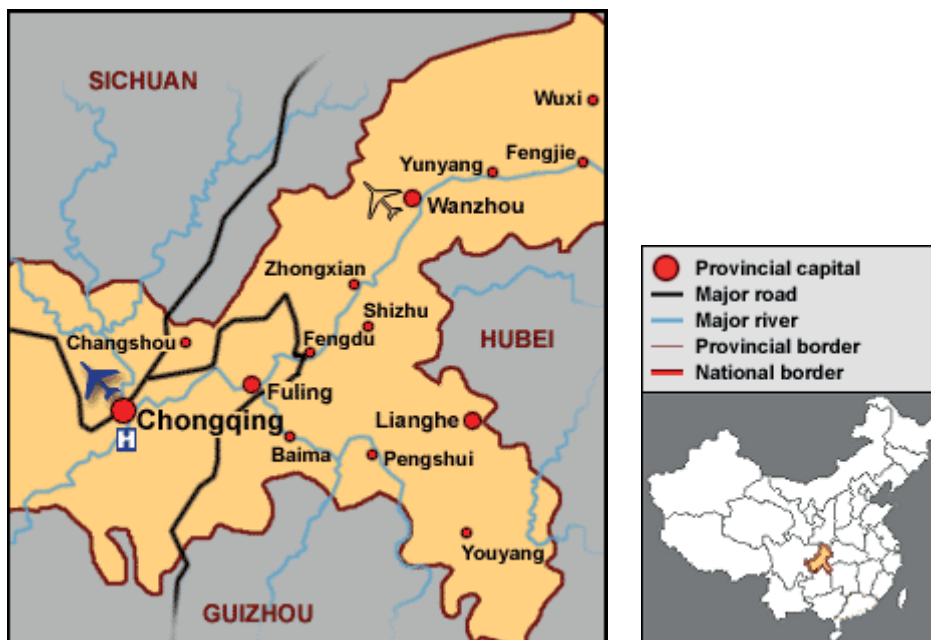 SICHUAN
Wuxi
Fengjie
Yunyang
Wanzhou
Zhongxian
Shizhu
HUBEI
Changshou
Fengdu
Fuling
Chongqing
H
Lianghe
Baima
Pengshui
Youyang
GUIZHOU
Provincial capital
Major road
Major river
Provincial border
National border